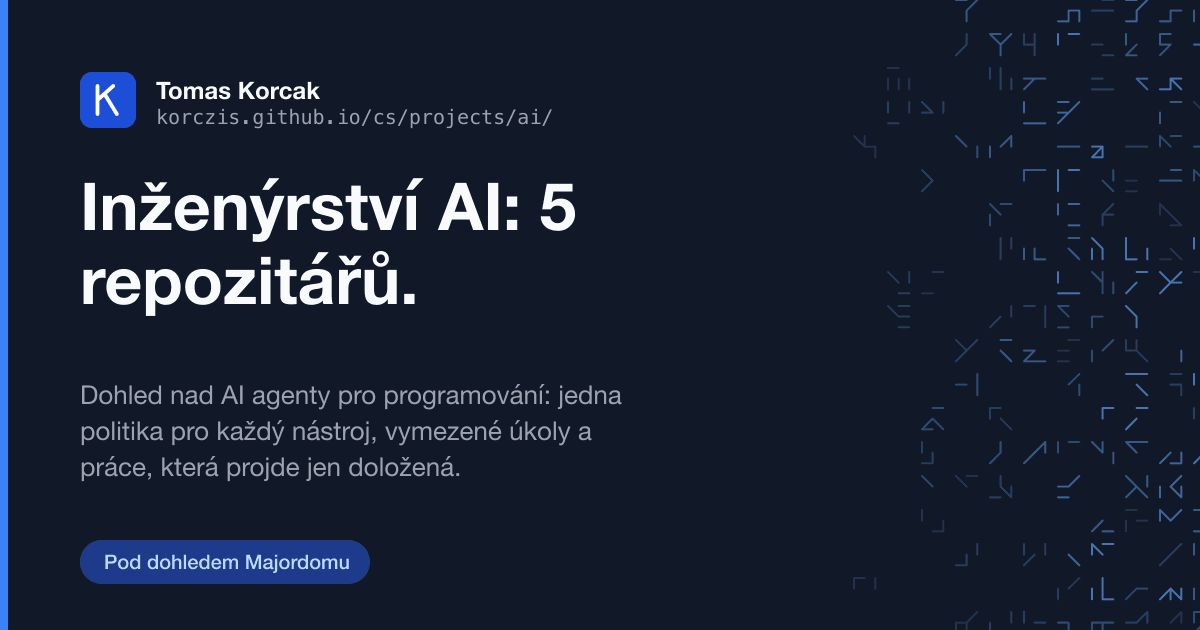 Tomas Korcak
korczis.github.io/cs/projects/ai/
Inženýrství AI: 5
repozitářů.
Dohled nad AI agenty pro programování: jedna
politika pro každý nástroj, vymezené úkoly a
práce, která projde jen doložená.
Pod dohledem Majordomu